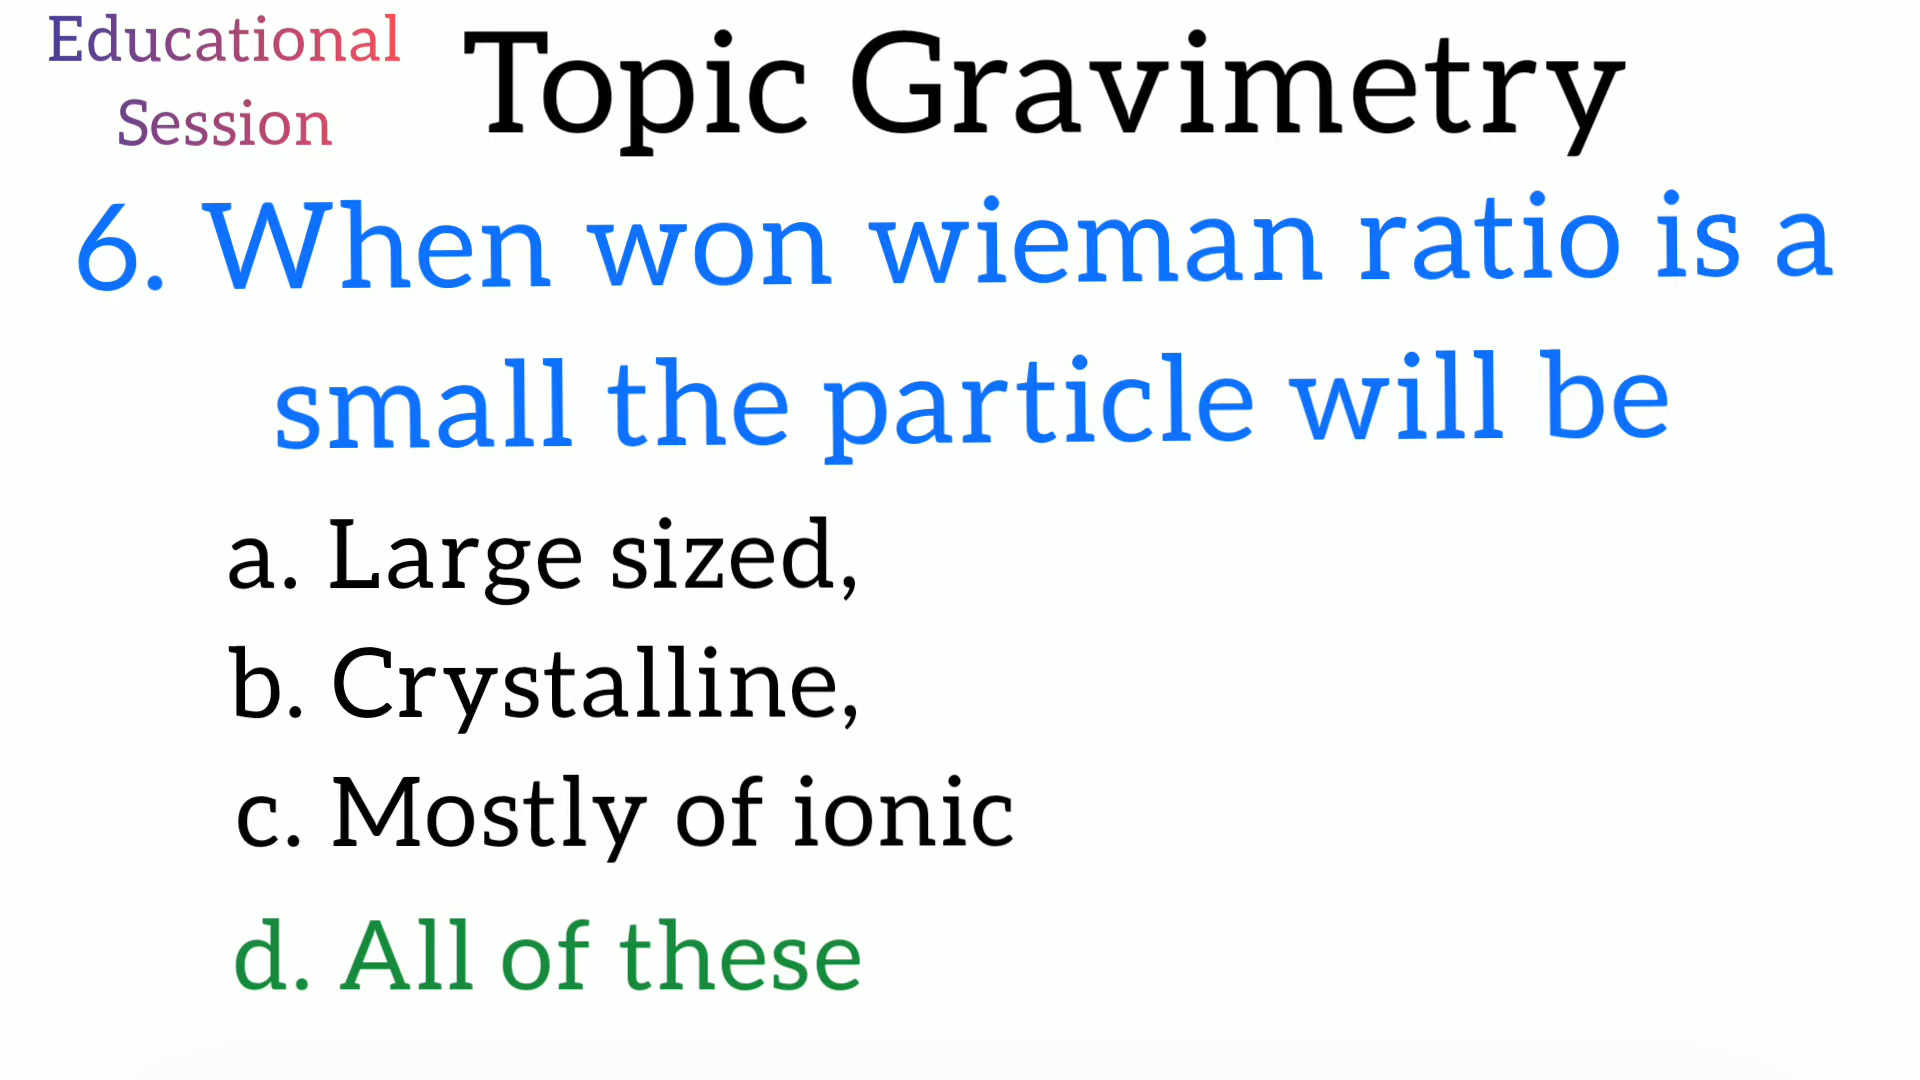 Educational
Session
Topic Gravimetry
6. When won wieman ratio is a
small the particle will be
a. Large sized,
b. Crystalline,
c. Mostly of ionic
d. All of these